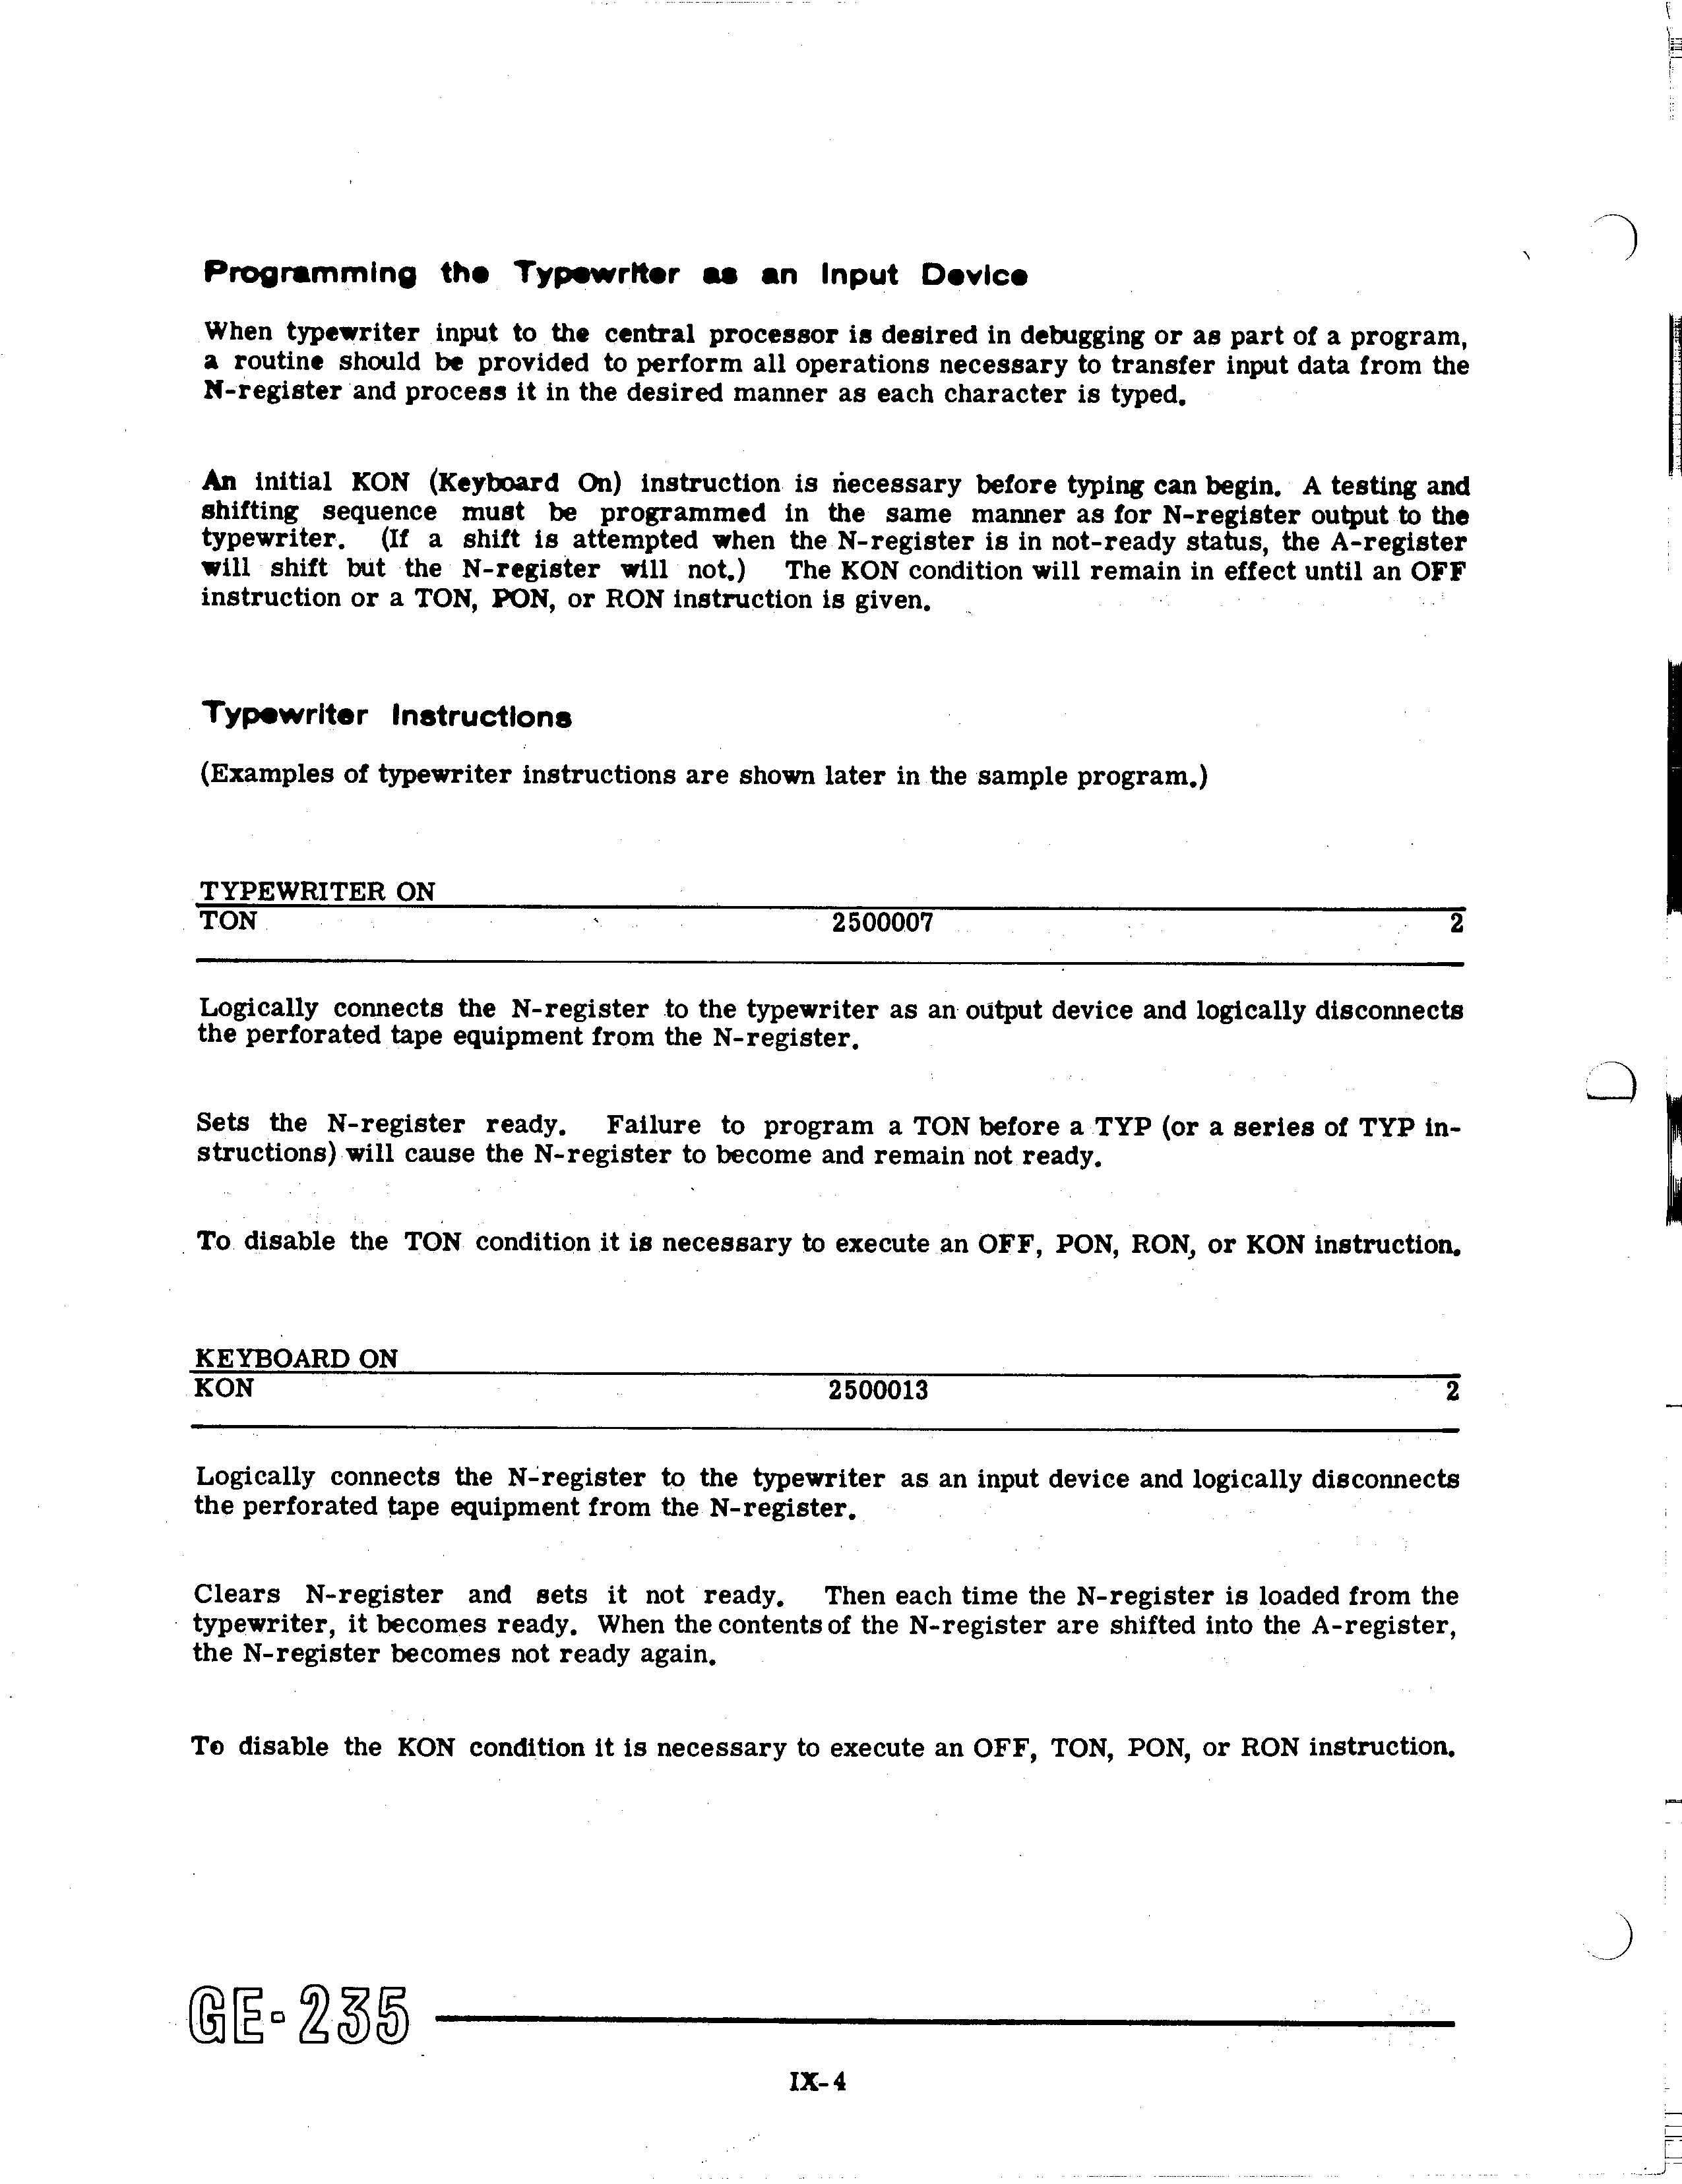 Programming the Typewriter as an Input Device
When typewriter input to the central processor is desired in debugging or as part of a program,
a routine should be provided to perform all operations necessary to transfer input data from the
N-register and process it in the desired manner as each character is typed.
An initial KON (Keyboard On) instruction is necessary before typing can begin. A testing and
shifting sequence must be programmed in the same manner as for N-register output to the
typewriter. (If a shift is attempted when the N-register is in not-ready status, the A-register
will shift but the N-register will not.) The KON condition will remain in effect until an OFF
instruction or a TON, PON, or RON instruction is given.
Typewriter Instructions
(Examples of typewriter instructions are shown later in the sample program.)
TYPEWRITER ON
TON 2500007 2
Logically connects the N-register to the typewriter as an output device and logically disconnects
the perforated tape equipment from the N-register.
Sets the N-register ready. Failure to program a TON before a TYP (or a series of TYP in-
structions) will cause the N-register to become and remain not ready.
To disable the TON condition it is necessary to execute an OFF, PON, RON, or KON instruction.
KEYBOARD ON
KON 2500013 2
Logically connects the N-register to the typewriter as an input device and logically disconnects
the perforated tape equipment from the N-register.
Clears N-register and sets it not ready. Then each time the N-register is loaded from the
typewriter, it becomes ready. When the contents of the N-register are shifted into the A-register,
the N-register becomes not ready again.
To disable the KON condition it is necessary to execute an OFF, TON, PON, or RON instruction.
GE-235
IX-4